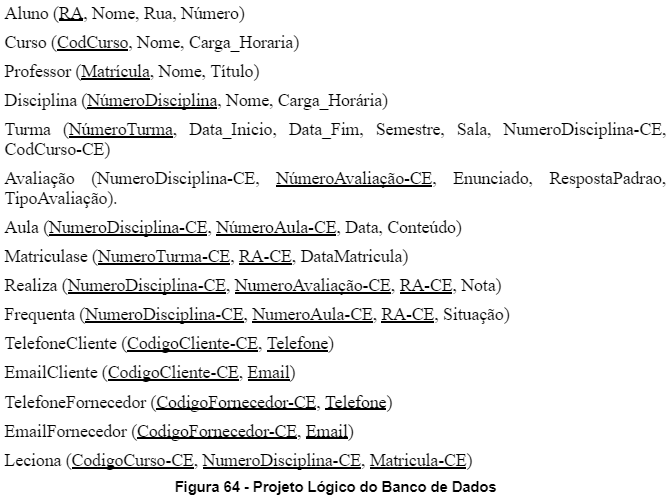 Aluno (RA, Nome, Rua, Número)
Curso (CodCurso, Nome, Carga_Horaria)
Professor (Matrícula, Nome, Título)
Disciplina (NúmeroDisciplina, Nome, Carga_Horária)
Turma (NúmeroTurma, Data_Inicio, Data_Fim, Semestre, Sala, NumeroDisciplina-CE,
CodCurso-CE)
Avaliação (NumeroDisciplina-CE, NúmeroAvaliação-CE, Enunciado, RespostaPadrao,
TipoAvaliação).
Aula (NumeroDisciplina-CE, NúmeroAula-CE, Data, Conteúdo)
Matriculase (NumeroTurma-CE, RA-CE, DataMatricula)
Realiza (NumeroDisciplina-CE, NumeroAvaliação-CE, RA-CE, Nota)
Frequenta (NumeroDisciplina-CE, NumeroAula-CE, RA-CE, Situação)
TelefoneCliente (CodigoCliente-CE, Telefone)
EmailCliente (CodigoCliente-CE, Email)
TelefoneFornecedor (CodigoFornecedor-CE, Telefone)
EmailFornecedor (CodigoFornecedor-CE, Email)
Leciona (CodigoCurso-CE, NumeroDisciplina-CE, Matricula-CE)
Figura 64 - Projeto Lógico do Banco de Dados